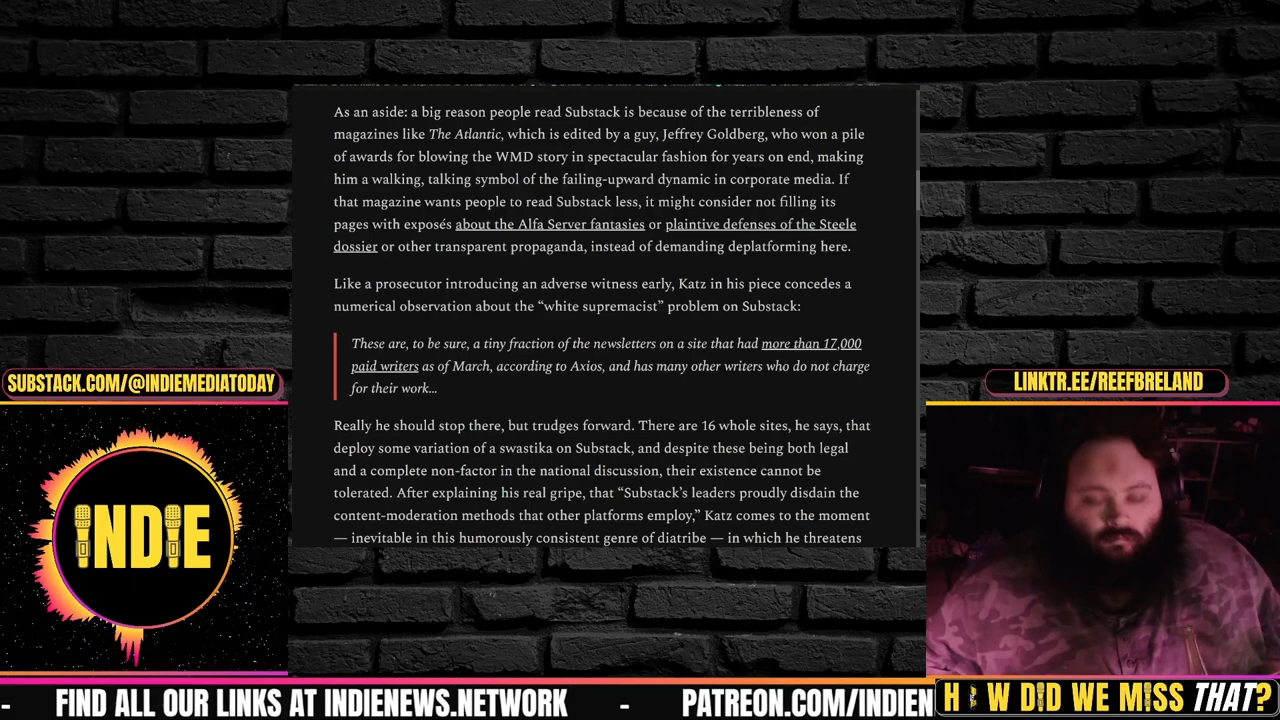 As an aside: a big reason people read Substack is because of the terribleness of
magazines like The Atlantic, which is edited by a guy, Jeffrey Goldberg, who won a pile
of awards for blowing the WMD story in spectacular fashion for years on end, making
him a walking, talking symbol of the failing-upward dynamic in corporate media. If
that magazine wants people to read Substack less, it might consider not filling its
pages with exposés about the Alfa Server fantasies or plaintive defenses of the Steele
dossier or other transparent propaganda, instead of demanding deplatforming here.
Like a prosecutor introducing an adverse witness early, Katz in his piece concedes a
numerical observation about the “white supremacist” problem on Substack:
These are, to be sure, a tiny fraction of the newsletters on a site that had more than 17,000
paid writers as of March, according to Axios, and has many other writers who do not charge
for their work…
Really he should stop there, but trudges forward. There are 16 whole sites, he says, that
deploy some variation of a swastika on Substack, and despite these being both legal
and a complete non-factor in the national discussion, their existence cannot be
tolerated. After explaining his real gripe, that “Substack’s leaders proudly disdain the
content-moderation methods that other platforms employ,” Katz comes to the moment
— inevitable in this humorously consistent genre of diatribe — in which he threatens
SUBSTACK.COM/@INDIEMEDIATODAY
LINKTR.EE/REEFBRELAND
INDIE
- FIND ALL OUR LINKS AT INDIENEWS.NETWORK - PATREON.COM/INDIEN
HOW DID WE MISS THAT?